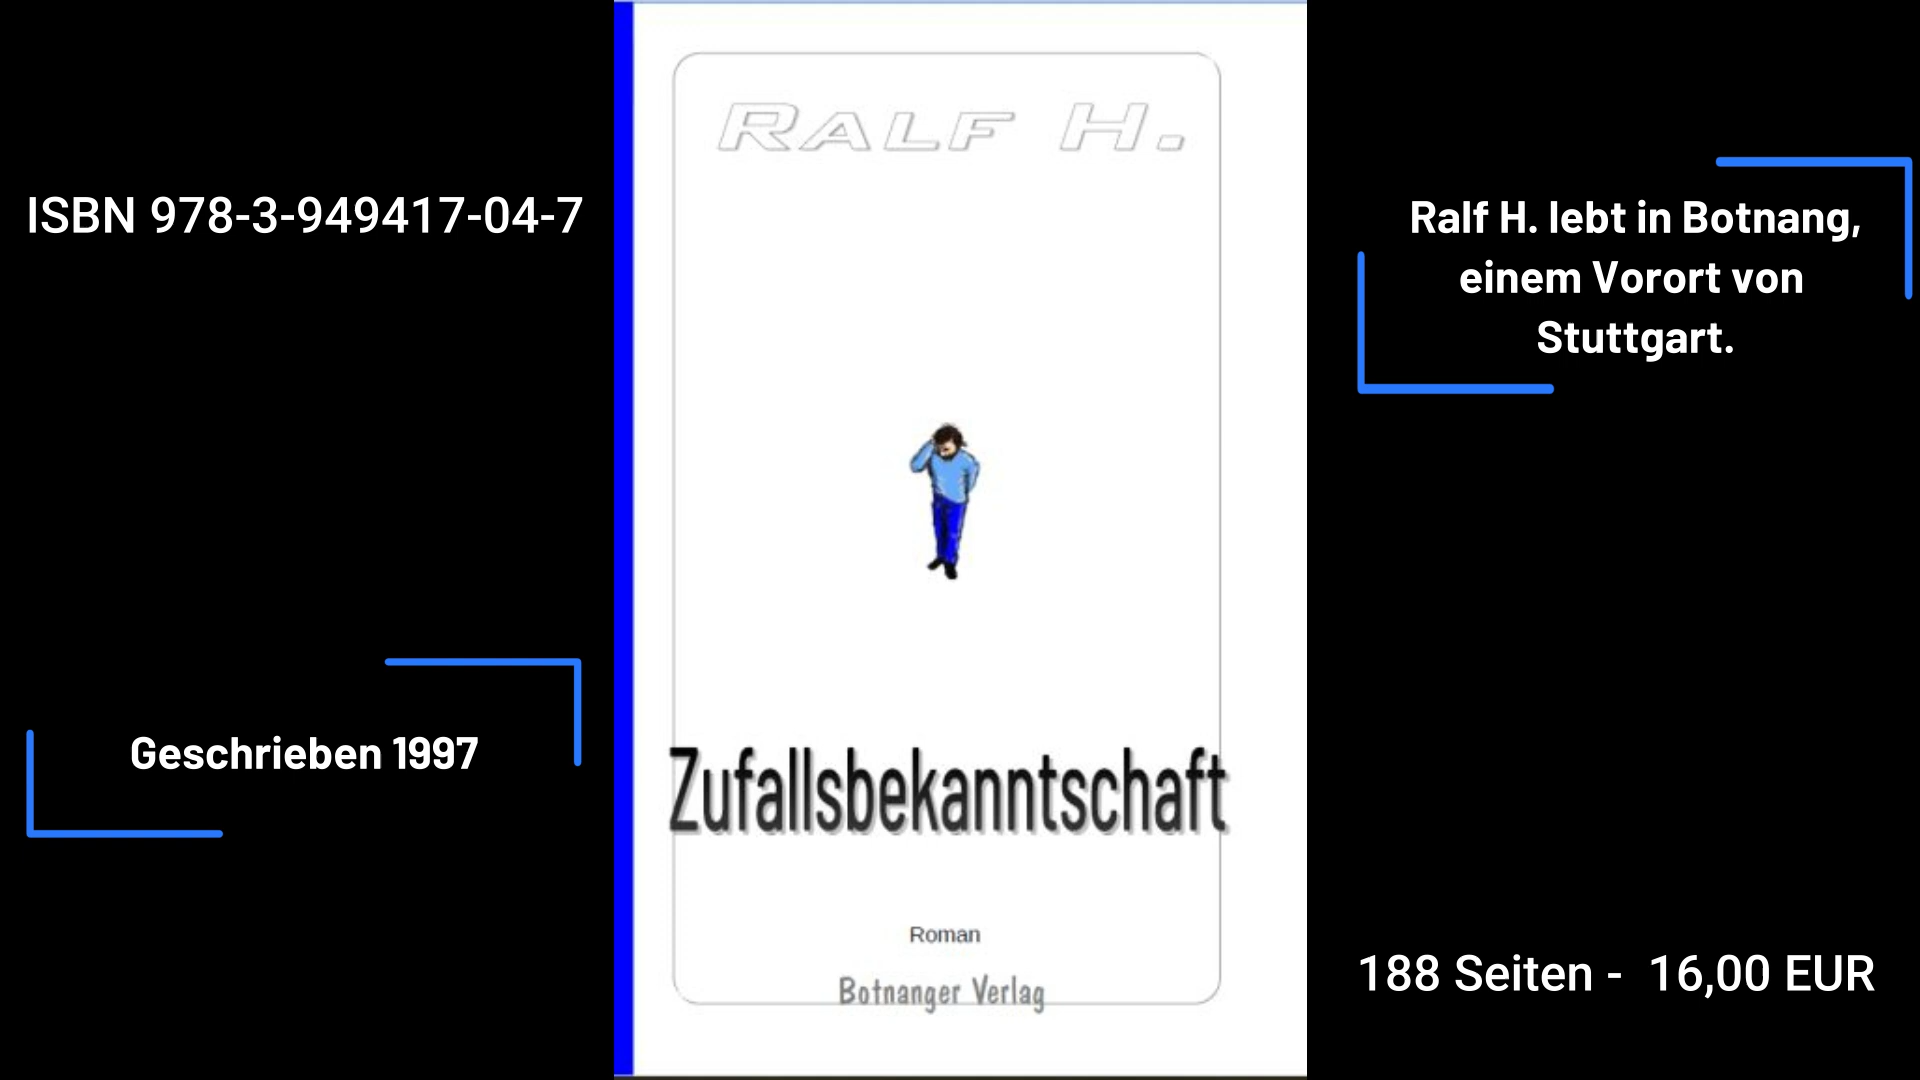 ISBN 978-3-949417-04-7
Geschrieben 1997
RALF H.
Zufallsbekanntschaft
Roman
Botnanger Verlag
Ralf H. lebt in Botnang,
einem Vorort von
Stuttgart.
188 Seiten - 16,00 EUR